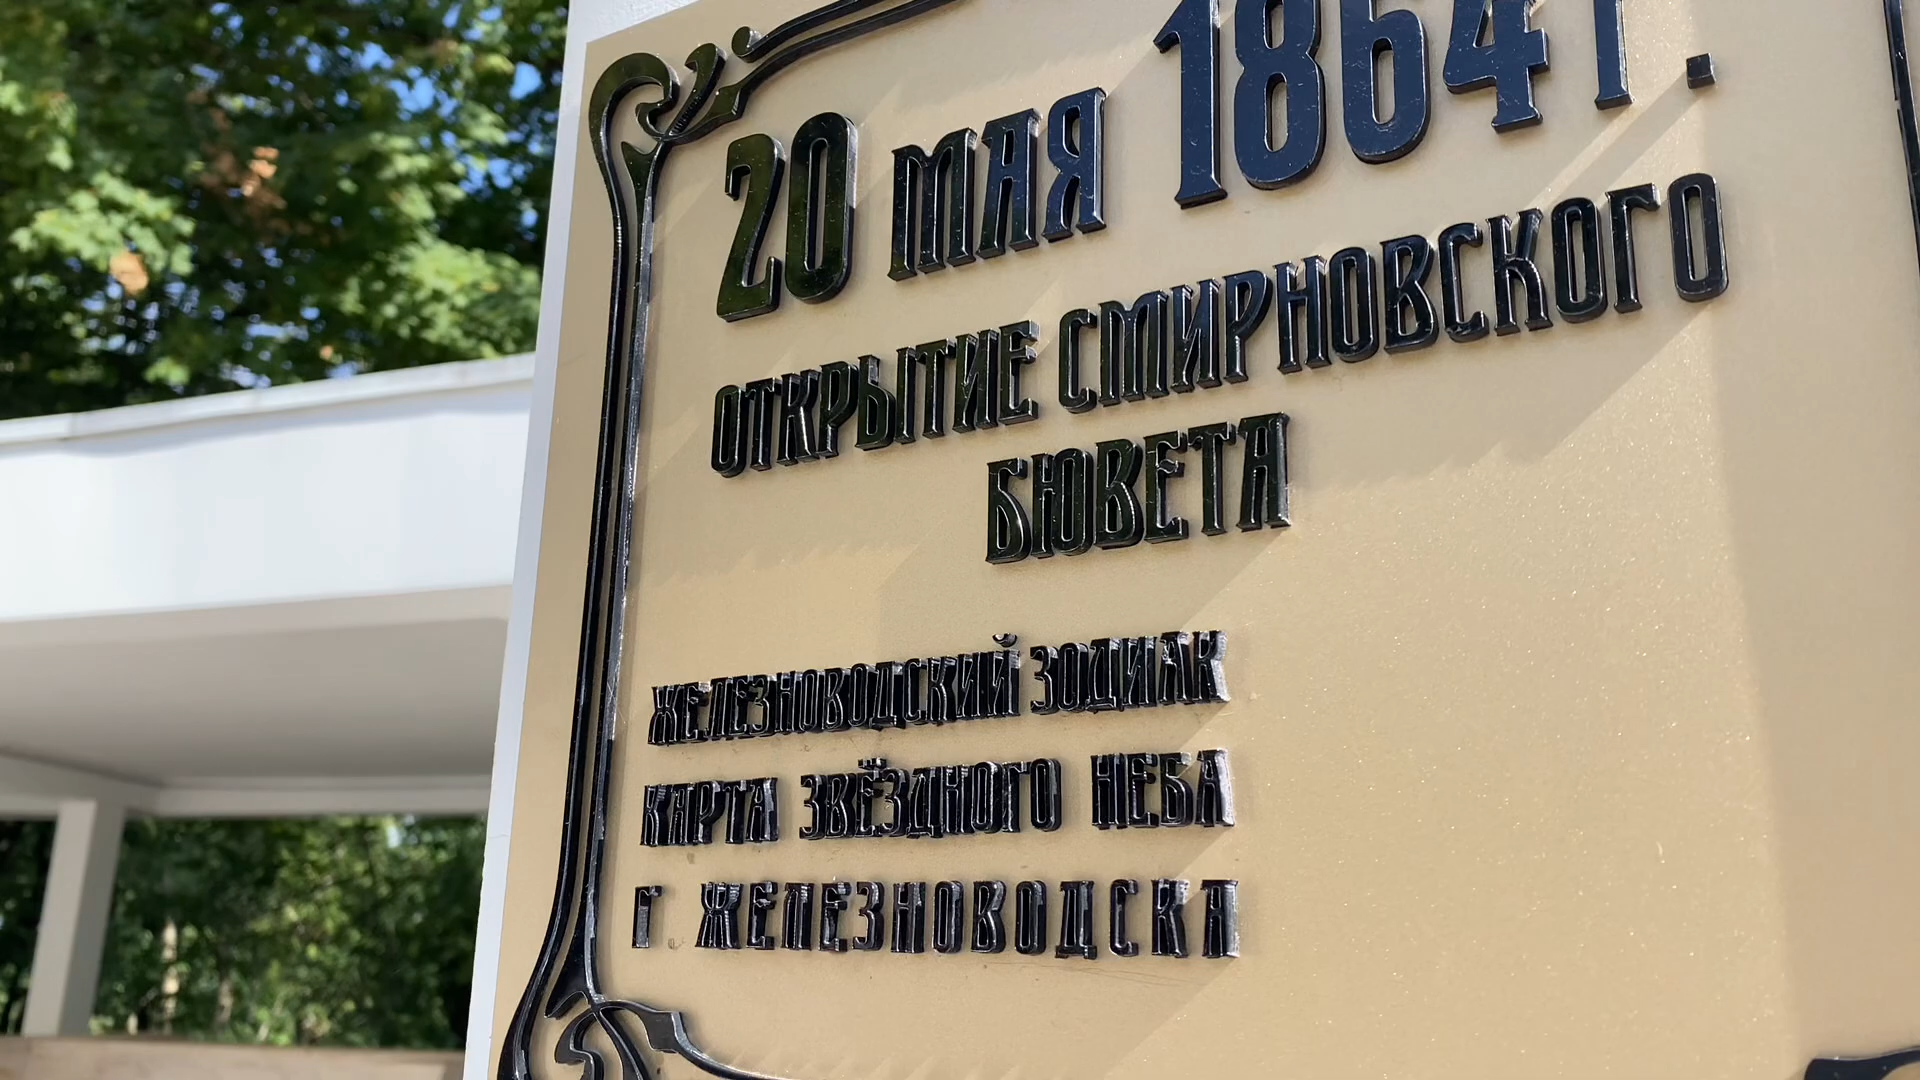 20 МАЯ 1864 Г.
ОТКРЫТИЕ СМИРНОВСКОГО
БЮВЕТА
ЖЕЛЕЗНОВОДСКИЙ ЗОДИАК
КАРТА ЗВЁЗДНОГО НЕБА
Г ЖЕЛЕЗНОВОДСКА